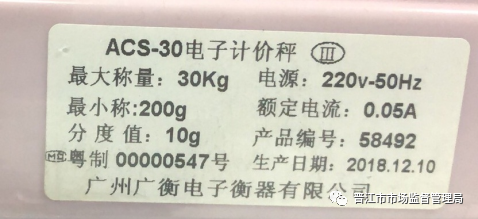 ACS-30电子计价秤 III
最大称量：30Kg 电源：220v-50Hz
最小称:200g 额定电流：0.05A
分度值：10g 产品编号：58492
MC 粤制 00000547号 生产日期：2018.12.10
广州广衡电子衡器有限公司
晋江市市场监督管理局